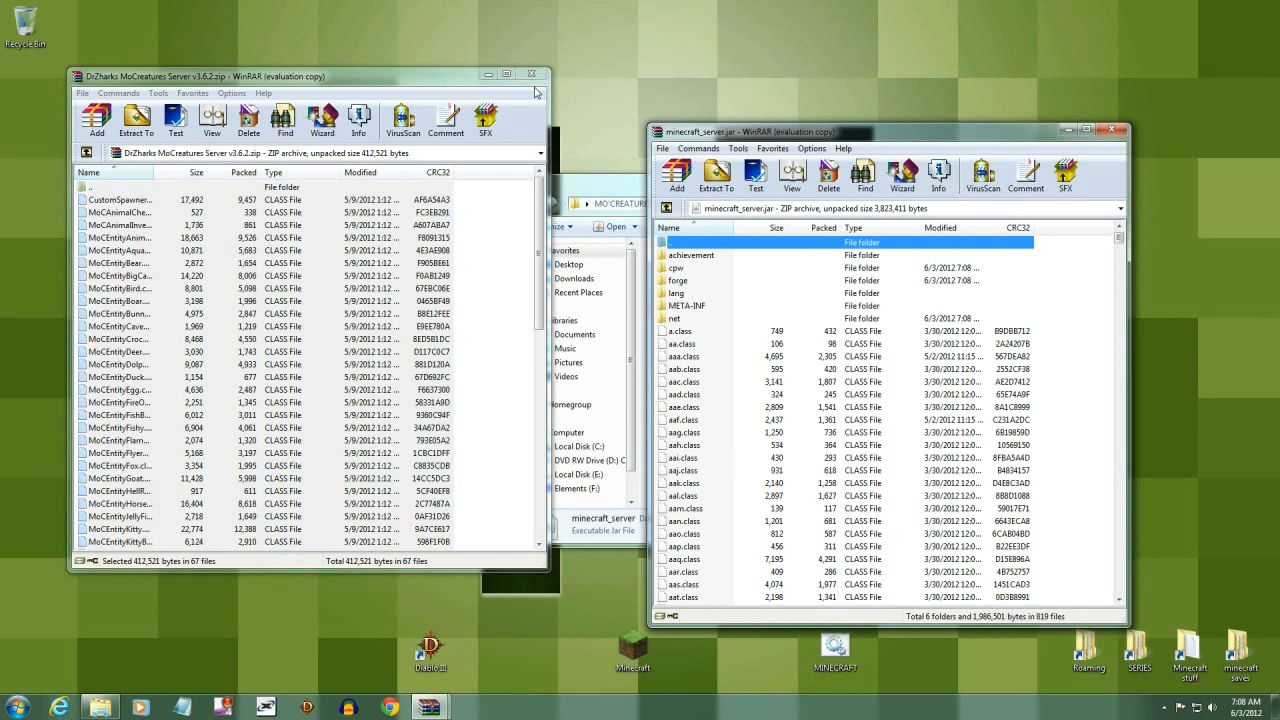 Recycle Bin
DrZharks MoCreatures Server v3.6.2.zip - WinRAR (evaluation copy)
File Commands Tools Favorites Options Help
Add Extract To Test View Delete Find Wizard Info VirusScan Comment SFX
DrZharks MoCreatures Server v3.6.2.zip - ZIP archive, unpacked size 412,521 bytes
Name Size Packed Type Modified CRC32
.. File folder
CustomSpawner... 17,492 9,457 CLASS File 5/9/2012 1:12 ... AF6A54A3
MoCAnimalChe... 527 338 CLASS File 5/9/2012 1:12 ... FC3EB291
MoCAnimalInve... 1,736 861 CLASS File 5/9/2012 1:12 ... A607ABA7
MoCEntityAnim... 18,663 9,526 CLASS File 5/9/2012 1:12 ... F8091315
MoCEntityAqua... 10,871 5,683 CLASS File 5/9/2012 1:12 ... 4E3AE908
MoCEntityBear.... 2,872 1,654 CLASS File 5/9/2012 1:12 ... F905BE61
MoCEntityBigCa... 14,220 8,006 CLASS File 5/9/2012 1:12 ... F0AB1249
MoCEntityBird.c... 8,801 5,098 CLASS File 5/9/2012 1:12 ... 67EBC06E
MoCEntityBoar.... 3,198 1,996 CLASS File 5/9/2012 1:12 ... 0465BF49
MoCEntityBunn... 4,975 2,847 CLASS File 5/9/2012 1:12 ... B8E12FEE
MoCEntityCave... 1,969 1,219 CLASS File 5/9/2012 1:12 ... E9EE780A
MoCEntityCroc... 8,468 4,550 CLASS File 5/9/2012 1:12 ... 8ED5B1DC
MoCEntityDeer.... 3,030 1,743 CLASS File 5/9/2012 1:12 ... D117C0C7
MoCEntityDolp... 9,087 4,933 CLASS File 5/9/2012 1:12 ... 881D120A
MoCEntityDuck.... 1,154 677 CLASS File 5/9/2012 1:12 ... 67D692FC
MoCEntityEgg.c... 4,636 2,487 CLASS File 5/9/2012 1:12 ... F6637300
MoCEntityFireO... 2,251 1,345 CLASS File 5/9/2012 1:12 ... 58331A9D
MoCEntityFishB... 6,012 3,011 CLASS File 5/9/2012 1:12 ... 9360C94F
MoCEntityFishy... 6,904 4,061 CLASS File 5/9/2012 1:12 ... 34A67DA2
MoCEntityFlam... 2,074 1,320 CLASS File 5/9/2012 1:12 ... 793E05A2
MoCEntityFlyer... 5,168 3,197 CLASS File 5/9/2012 1:12 ... 1CBC1DFF
MoCEntityFox.cl... 3,354 1,995 CLASS File 5/9/2012 1:12 ... C8835CDB
MoCEntityGoat.... 11,428 5,998 CLASS File 5/9/2012 1:12 ... 14CC5DC3
MoCEntityHellR... 917 611 CLASS File 5/9/2012 1:12 ... 5CF40EF8
MoCEntityHorse... 16,404 8,618 CLASS File 5/9/2012 1:12 ... 2C77487A
MoCEntityJellyFi... 2,718 1,649 CLASS File 5/9/2012 1:12 ... 0AF31D26
MoCEntityKitty.... 22,774 12,388 CLASS File 5/9/2012 1:12 ... 9A7CE617
MoCEntityKittyB... 6,124 2,910 CLASS File 5/9/2012 1:12 ... 598F1F0B
Selected 412,521 bytes in 67 files Total 412,521 bytes in 67 files
MO'CREATURE
Open
Desktop
Downloads
Recent Places
Documents
Music
Pictures
Videos
Local Disk (C:)
DVD RW Drive (D:) C
Local Disk (E:)
Elements (F:)
minecraft_server
Executable Jar File
minecraft_server.jar - WinRAR (evaluation copy)
File Commands Tools Favorites Options Help
Add Extract To Test View Delete Find Wizard Info VirusScan Comment SFX
minecraft_server.jar - ZIP archive, unpacked size 3,823,411 bytes
Name Size Packed Type Modified CRC32
.. File folder
achievement File folder
cpw File folder 6/3/2012 7:08 ...
forge File folder 6/3/2012 7:08 ...
lang File folder
META-INF File folder
net File folder 6/3/2012 7:08 ...
a.class 749 432 CLASS File 3/30/2012 12:0... B9DBB712
aa.class 106 98 CLASS File 3/30/2012 12:0... 2A24207B
aaa.class 4,695 2,305 CLASS File 5/2/2012 11:15 ... 567DEA82
aab.class 595 420 CLASS File 3/30/2012 12:0... 2552CF38
aac.class 3,141 1,807 CLASS File 3/30/2012 12:0... AE2D7412
aad.class 325 244 CLASS File 3/30/2012 12:0... 65E74A9F
aae.class 2,809 1,541 CLASS File 3/30/2012 12:0... 8A1C8999
aaf.class 2,437 1,361 CLASS File 5/2/2012 11:15 ... C231A2DC
aag.class 1,250 736 CLASS File 3/30/2012 12:0... 6B19859D
aah.class 534 364 CLASS File 3/30/2012 12:0... 10569150
aai.class 430 293 CLASS File 3/30/2012 12:0... 8FBA5A4D
aaj.class 931 618 CLASS File 3/30/2012 12:0... B4834157
aak.class 2,140 1,258 CLASS File 3/30/2012 12:0... D4E8C3AD
aal.class 2,897 1,627 CLASS File 3/30/2012 12:0... 8B8D1088
aam.class 139 117 CLASS File 3/30/2012 12:0... 59017E71
aan.class 1,201 681 CLASS File 3/30/2012 12:0... 6643ECA8
aao.class 812 587 CLASS File 3/30/2012 12:0... 6CAB04BD
aap.class 456 311 CLASS File 3/30/2012 12:0... B22EE3DF
aaq.class 7,195 4,291 CLASS File 3/30/2012 12:0... D15E896A
aar.class 409 286 CLASS File 3/30/2012 12:0... 4B752757
aas.class 4,074 1,977 CLASS File 3/30/2012 12:0... 1451CAD3
aat.class 2,198 1,341 CLASS File 3/30/2012 12:0... 0D3B8991
Total 6 folders and 1,986,501 bytes in 819 files
Diablo III
Minecraft
MINECRAFT
Roaming
SERIES
Minecraft stuff
minecraft saves
7:08 AM
6/3/2012